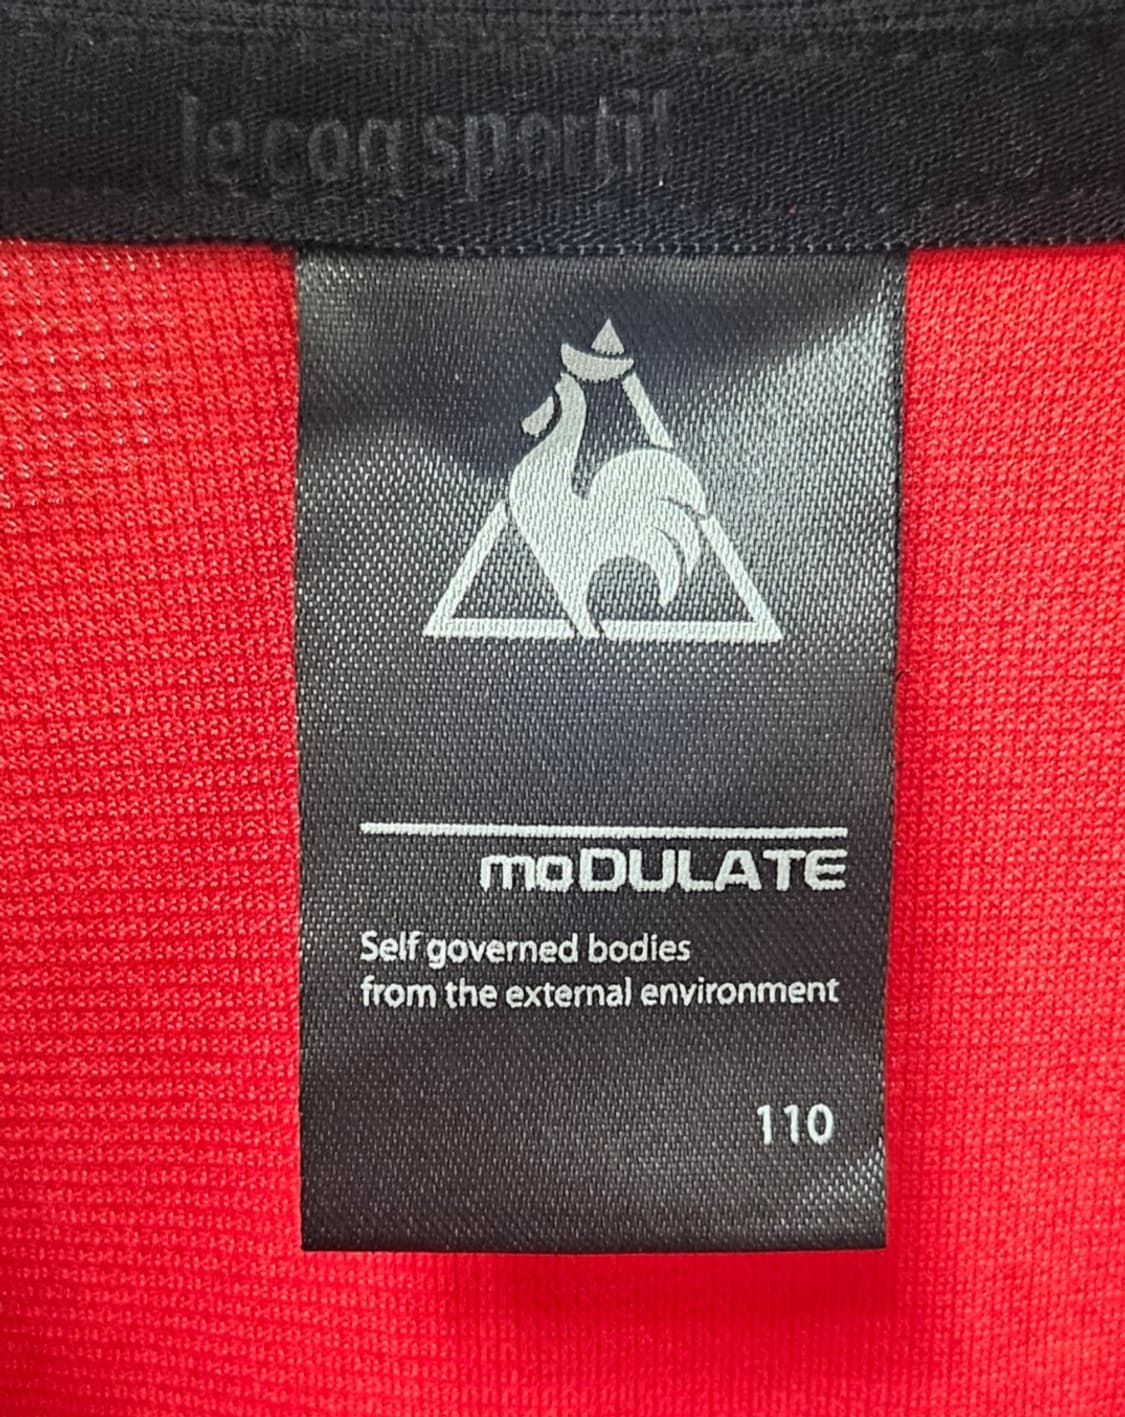 le coq sportif
moDULATE
Self governed bodies
from the external environment
110